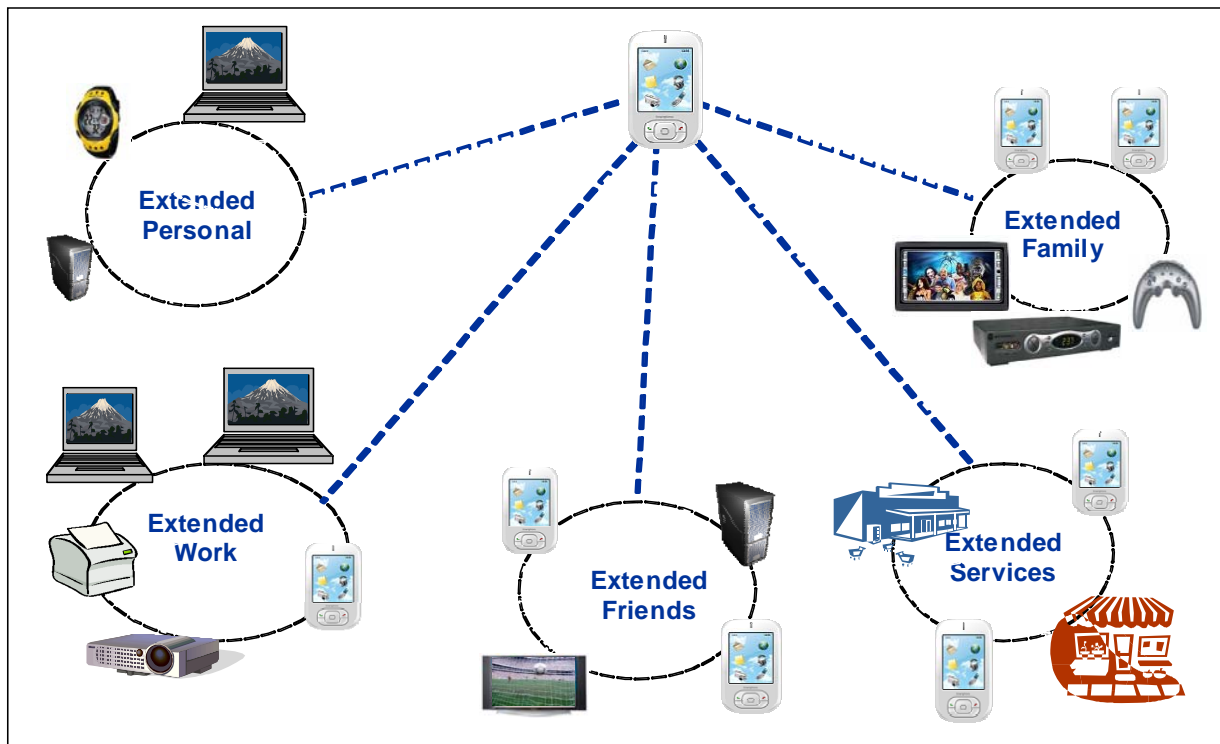 Extended
Personal
Extended
Family
Extended
Work
Extended
Friends
Extended
Services